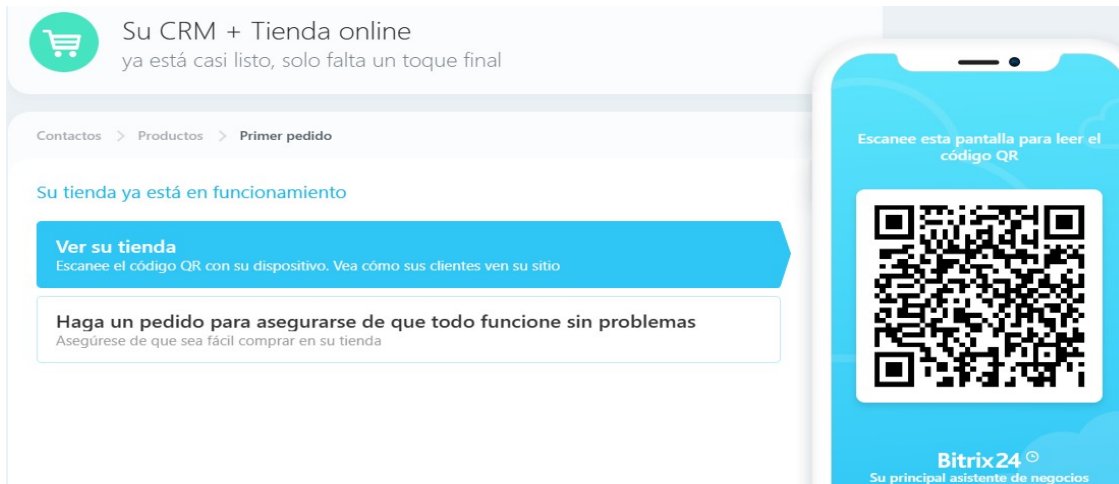 Su CRM + Tienda online
ya está casi listo, solo falta un toque final
Contactos > Productos > Primer pedido
Su tienda ya está en funcionamiento
Ver su tienda
Escanee el código QR con su dispositivo. Vea cómo sus clientes ven su sitio
Haga un pedido para asegurarse de que todo funcione sin problemas
Asegúrese de que sea fácil comprar en su tienda
Escanee esta pantalla para leer el
código QR
Bitrix24
Su principal asistente de negocios